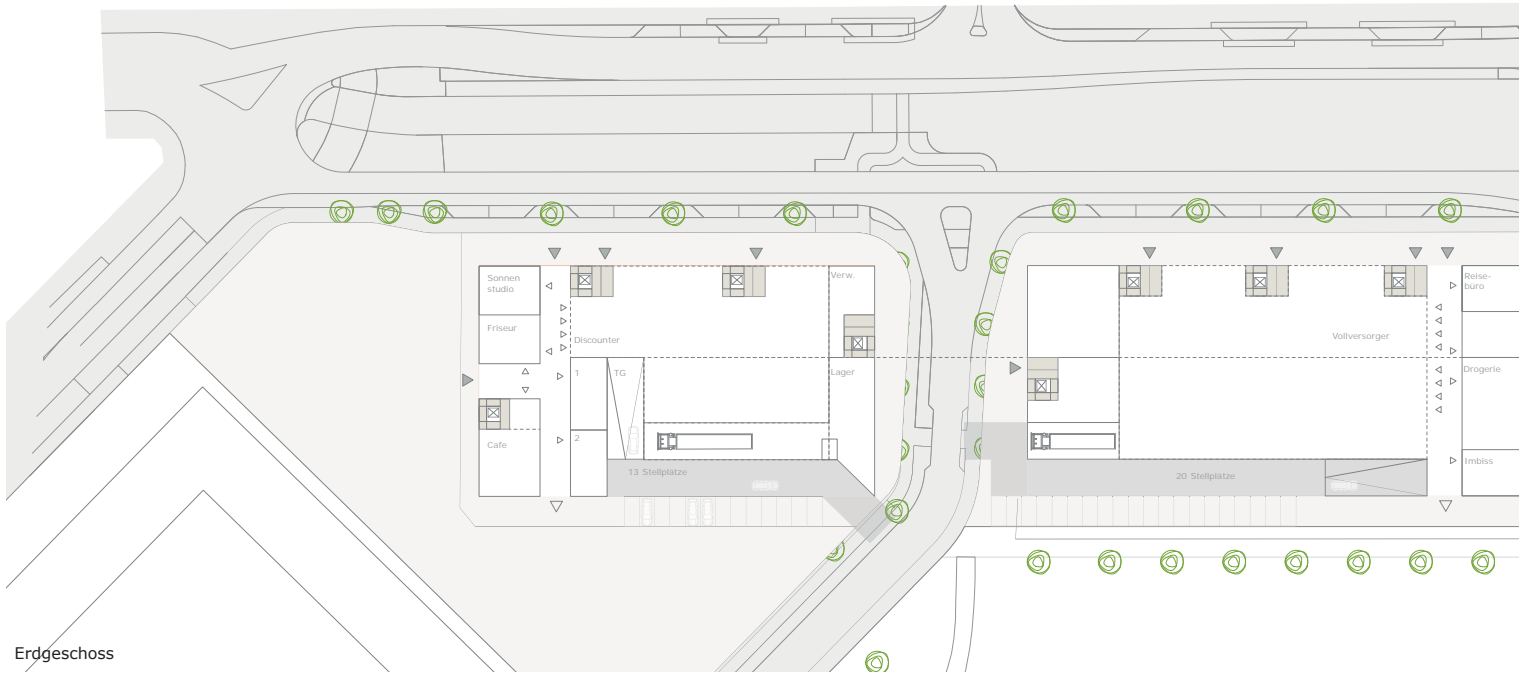 Verw.
Sonnen
studio
Reise-
büro
Friseur
Discounter
Vollversorger
1
TG
Lager
Drogerie
2
Cafe
Imbiss
13 Stellplätze
20 Stellplätze
Erdgeschoss